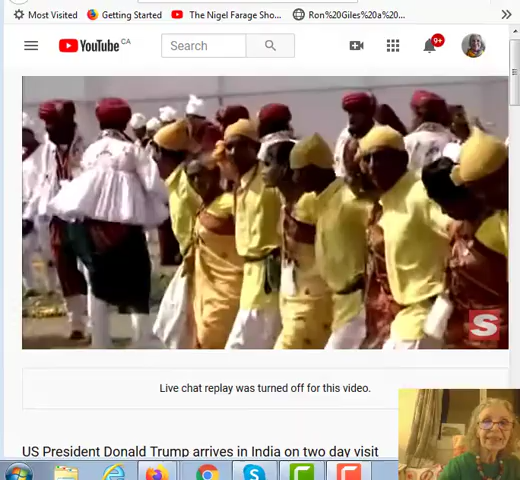 Most Visited Getting Started The Nigel Farage Sho... Ron%20Giles%20a%20...
YouTube CA Search 9+
S
Live chat replay was turned off for this video.
US President Donald Trump arrives in India on two day visit